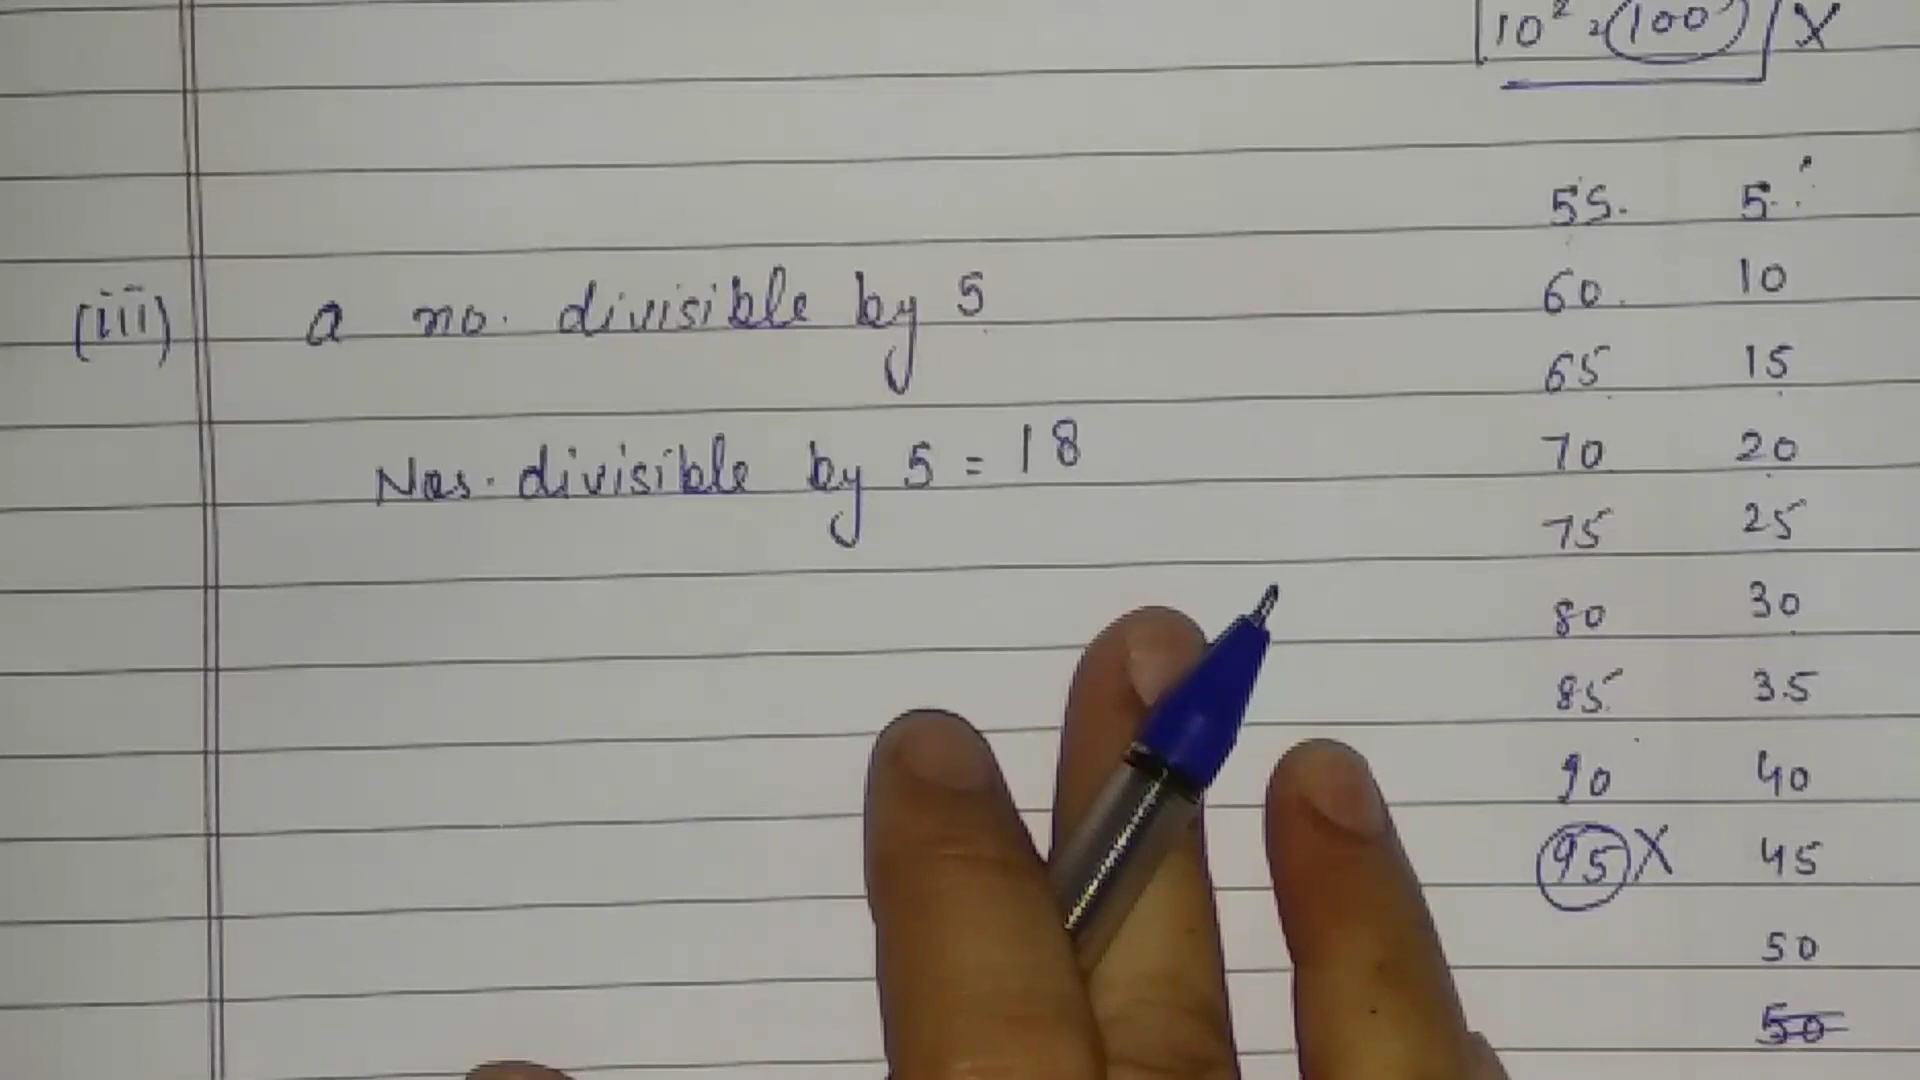 10² = 100 X
55. 5.
(iii) a no. divisible by 5
60. 10
65 15
Nos. divisible by 5 = 18
70 20
75 25
80 30
85 35
90 40
95 X 45
50
50